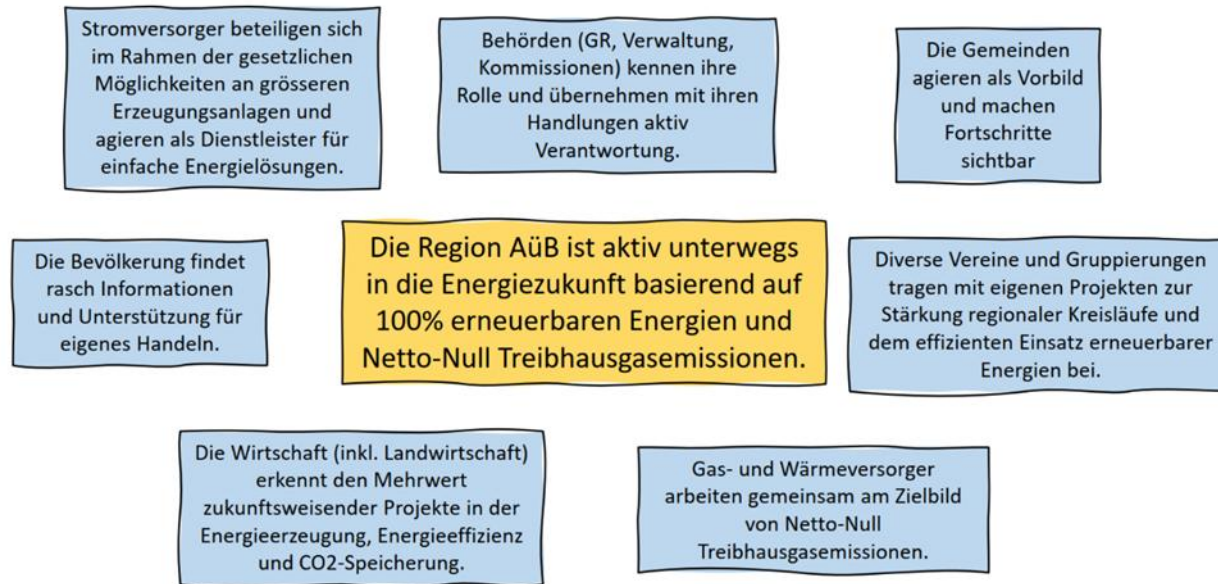 Stromversorger beteiligen sich
im Rahmen der gesetzlichen
Möglichkeiten an grösseren
Erzeugungsanlagen und
agieren als Dienstleister für
einfache Energielösungen.
Behörden (GR, Verwaltung,
Kommissionen) kennen ihre
Rolle und übernehmen mit ihren
Handlungen aktiv
Verantwortung.
Die Gemeinden
agieren als Vorbild
und machen
Fortschritte
sichtbar
Die Bevölkerung findet
rasch Informationen
und Unterstützung für
eigenes Handeln.
Die Region AüB ist aktiv unterwegs
in die Energiezukunft basierend auf
100% erneuerbaren Energien und
Netto-Null Treibhausgasemissionen.
Diverse Vereine und Gruppierungen
tragen mit eigenen Projekten zur
Stärkung regionaler Kreisläufe und
dem effizienten Einsatz erneuerbarer
Energien bei.
Die Wirtschaft (inkl. Landwirtschaft)
erkennt den Mehrwert
zukunftsweisender Projekte in der
Energieerzeugung, Energieeffizienz
und CO2-Speicherung.
Gas- und Wärmeversorger
arbeiten gemeinsam am Zielbild
von Netto-Null
Treibhausgasemissionen.